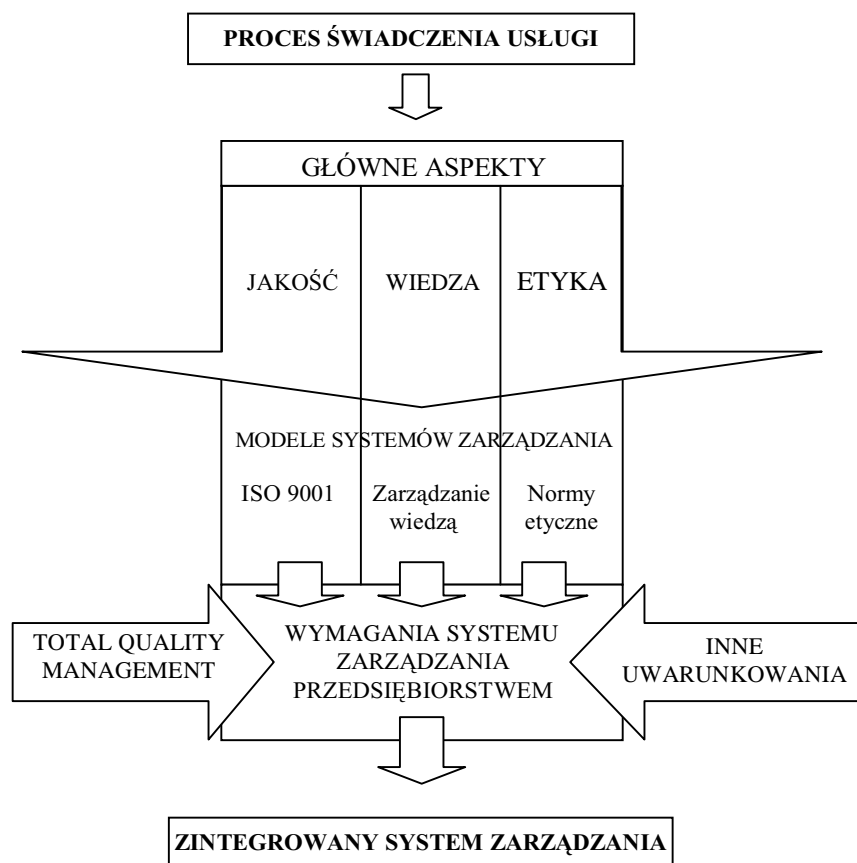 PROCES ŚWIADCZENIA USŁUGI
GŁÓWNE ASPEKTY
JAKOŚĆ
WIEDZA
ETYKA
MODELE SYSTEMÓW ZARZĄDZANIA
ISO 9001
Zarządzanie
wiedzą
Normy
etyczne
TOTAL QUALITY
MANAGEMENT
WYMAGANIA SYSTEMU
ZARZĄDZANIA
PRZEDSIĘBIORSTWEM
INNE
UWARUNKOWANIA
ZINTEGROWANY SYSTEM ZARZĄDZANIA